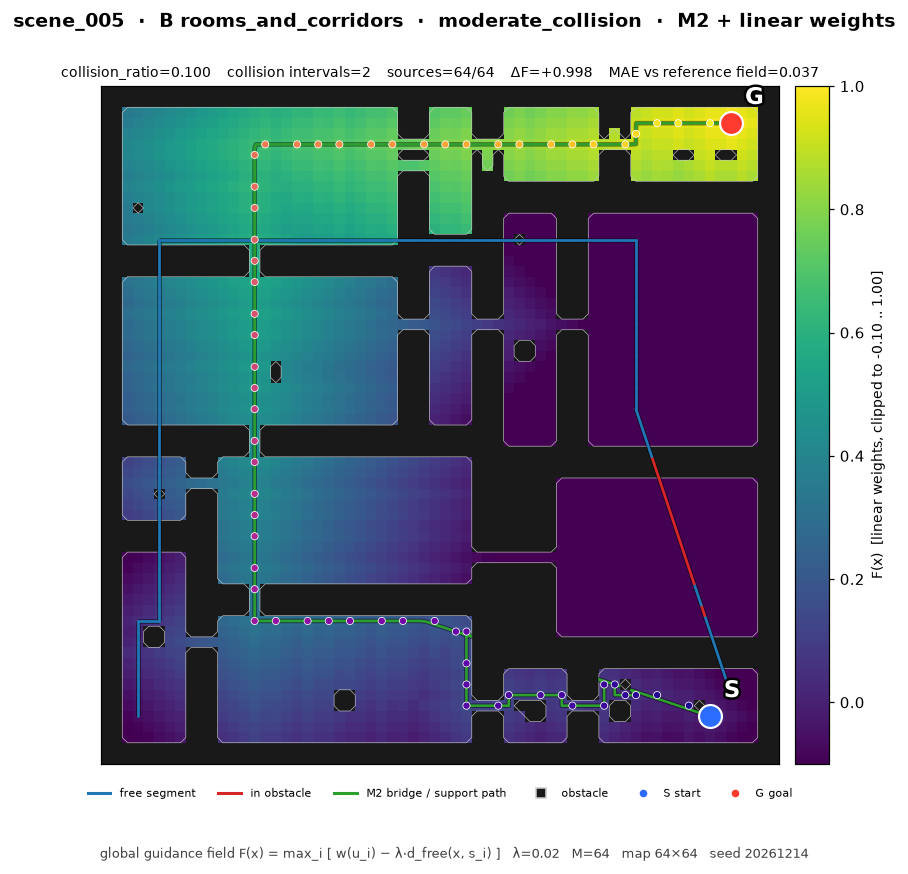 scene_005 · B rooms_and_corridors · moderate_collision · M2 + linear weights
collision_ratio=0.100 collision intervals=2 sources=64/64 ΔF=+0.998 MAE vs reference field=0.037
G
S
1.0
0.8
0.6
0.4
0.2
0.0
F(x) [linear weights, clipped to -0.10 .. 1.00]
free segment in obstacle M2 bridge / support path obstacle S start G goal
global guidance field F(x) = max_i [ w(u_i) − λ·d_free(x, s_i) ] λ=0.02 M=64 map 64×64 seed 20261214